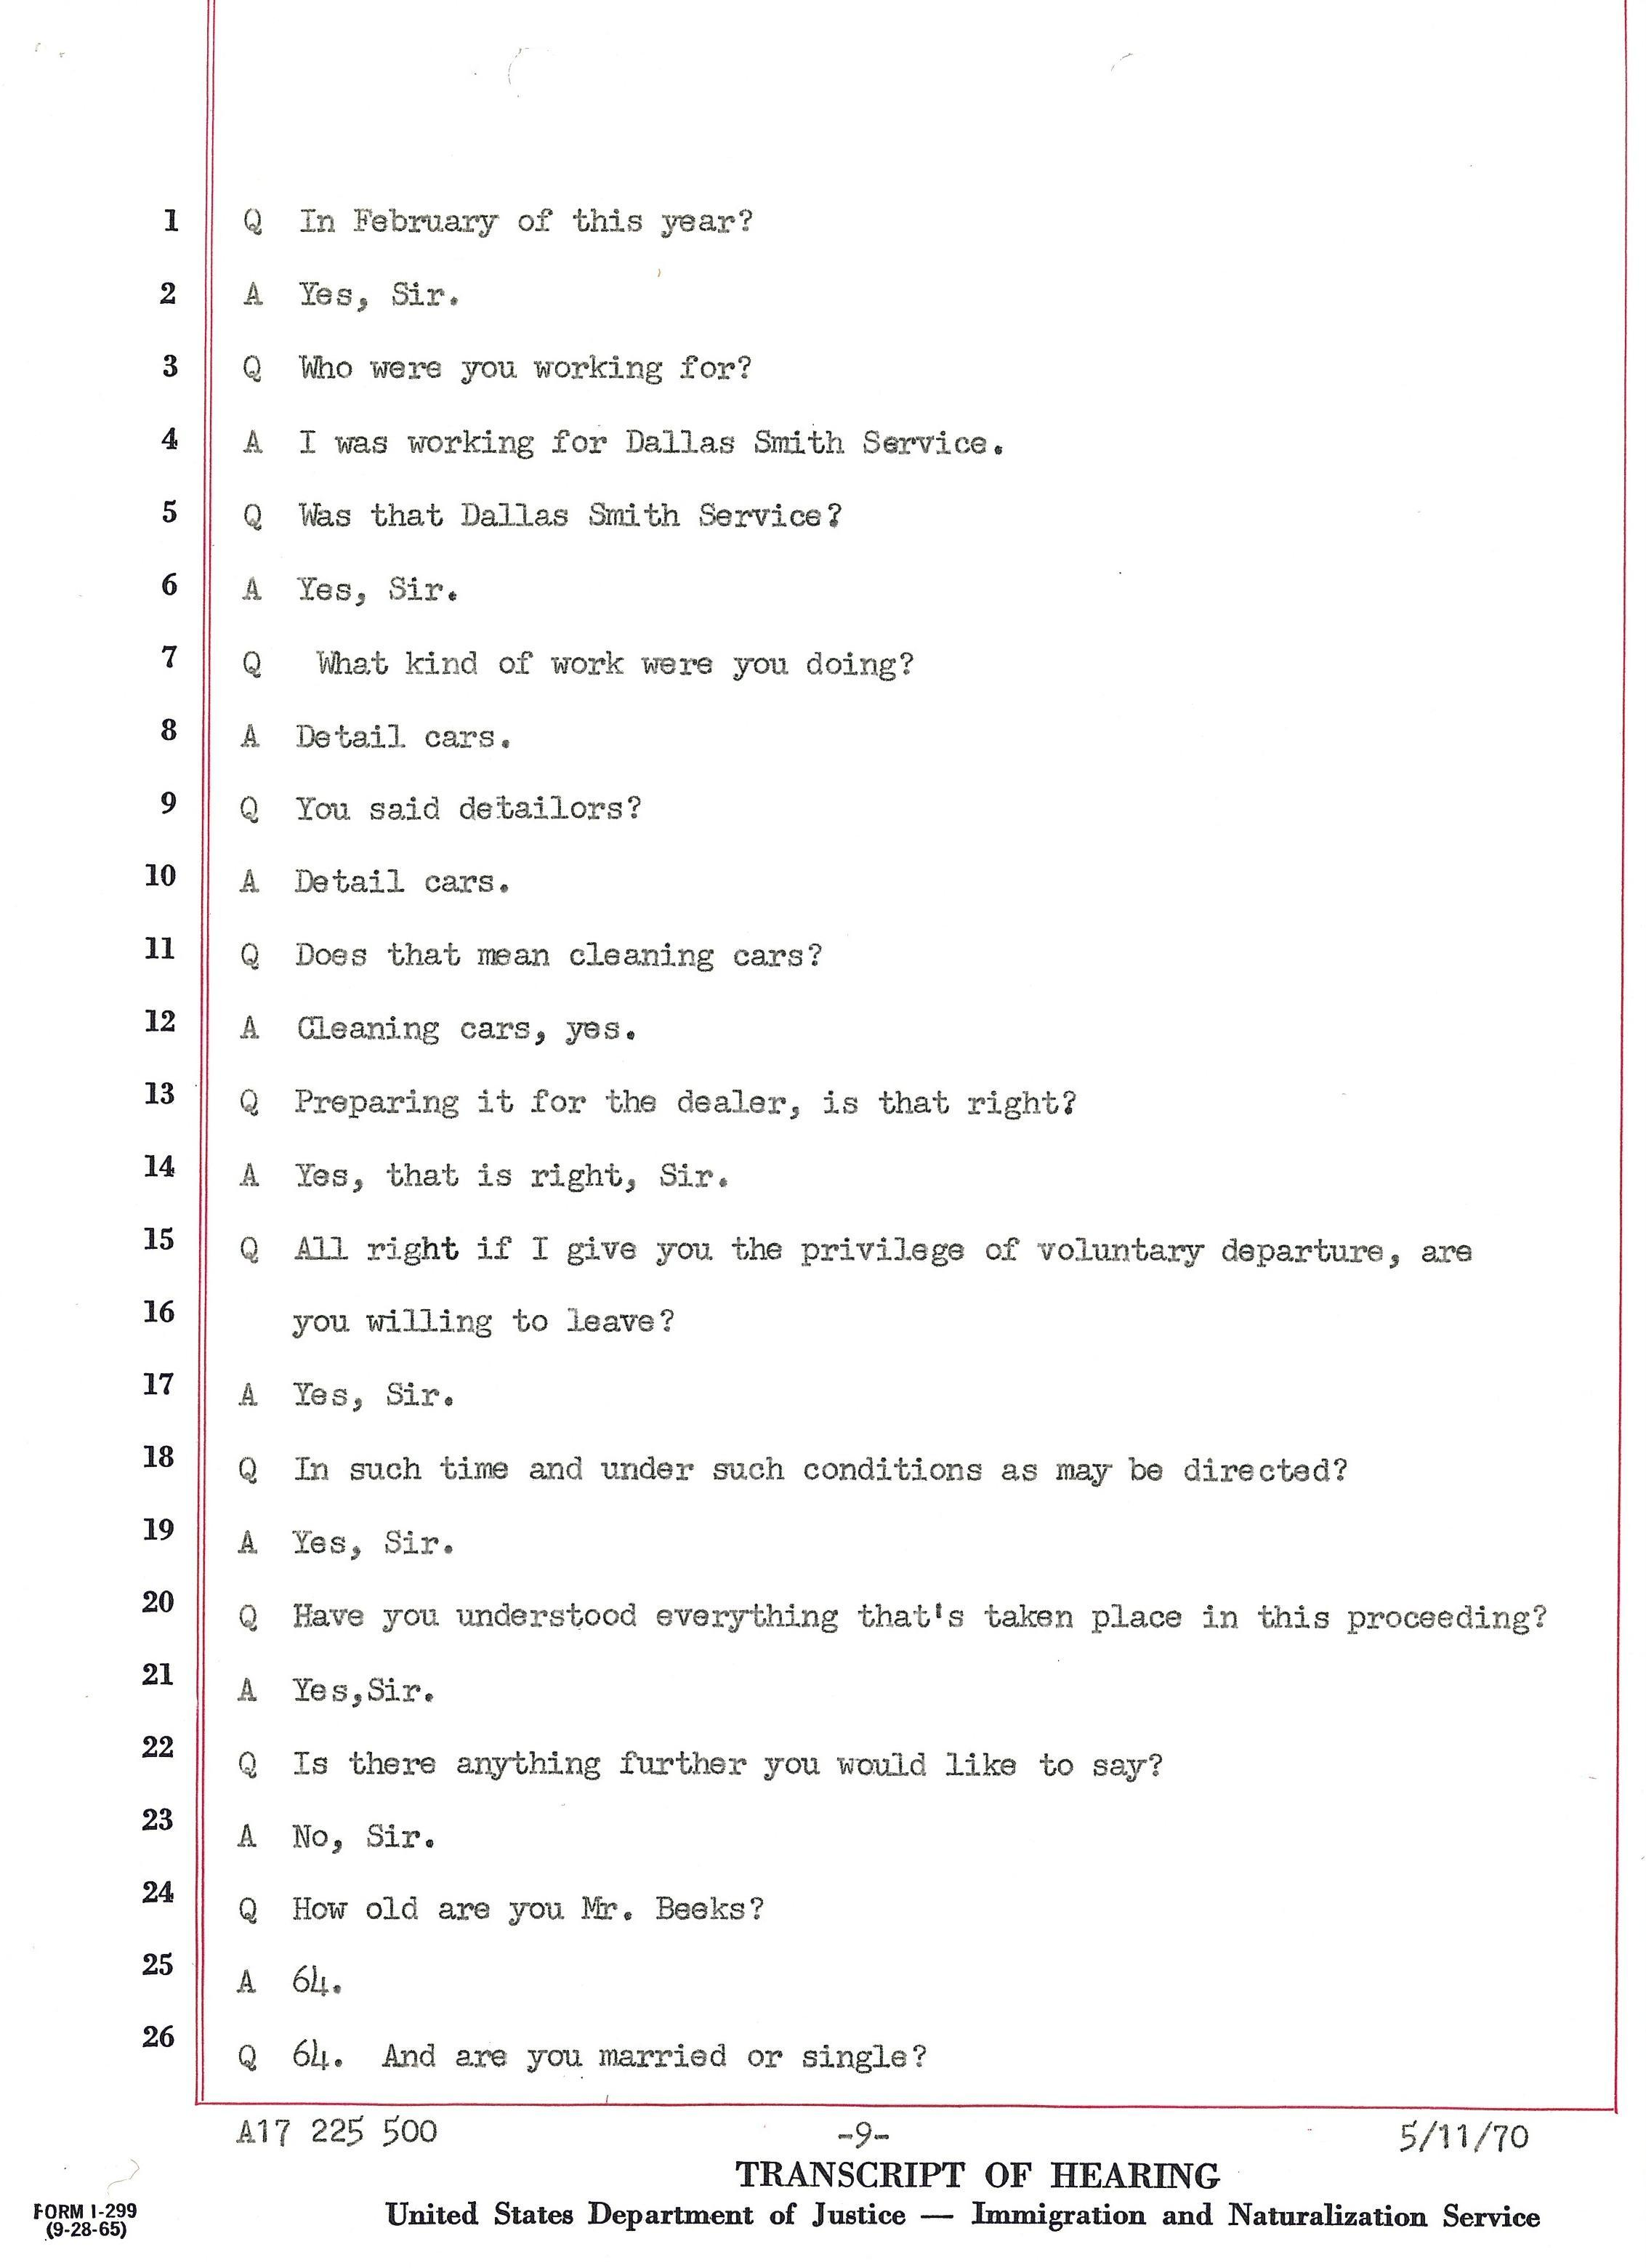 1 Q In February of this year?
2 A Yes, Sir.
3 Q Who were you working for?
4 A I was working for Dallas Smith Service.
5 Q Was that Dallas Smith Service?
6 A Yes, Sir.
7 Q What kind of work were you doing?
8 A Detail cars.
9 Q You said detailors?
10 A Detail cars.
11 Q Does that mean cleaning cars?
12 A Cleaning cars, yes.
13 Q Preparing it for the dealer, is that right?
14 A Yes, that is right, Sir.
15 Q All right if I give you the privilege of voluntary departure, are
16 you willing to leave?
17 A Yes, Sir.
18 Q In such time and under such conditions as may be directed?
19 A Yes, Sir.
20 Q Have you understood everything that's taken place in this proceeding?
21 A Yes,Sir.
22 Q Is there anything further you would like to say?
23 A No, Sir.
24 Q How old are you Mr. Beeks?
25 A 64.
26 Q 64. And are you married or single?
A17 225 500 -9- 5/11/70
TRANSCRIPT OF HEARING
FORM I-299
(9-28-65)
United States Department of Justice — Immigration and Naturalization Service